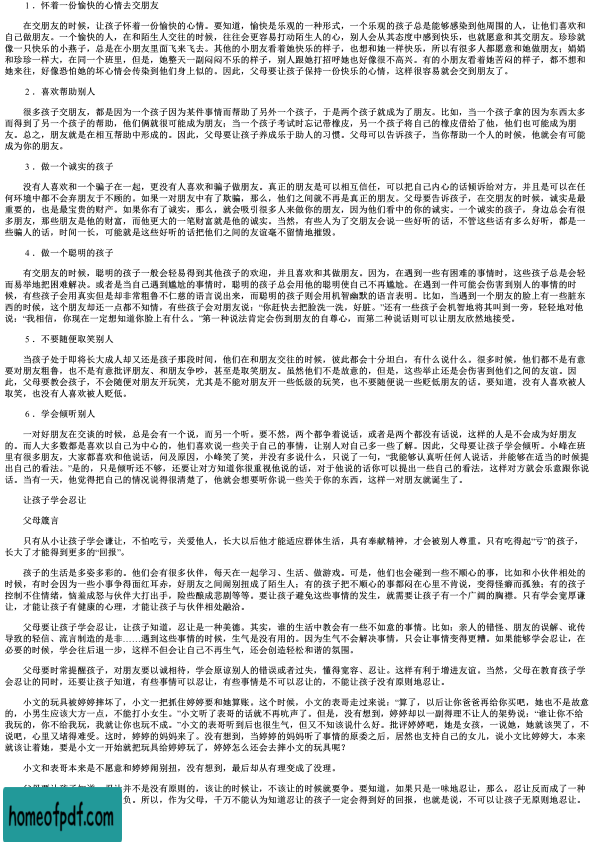 1．怀着一份愉快的心情去交朋友
在交朋友的时候，让孩子怀着一份愉快的心情。要知道，愉快是乐观的一种形式，一个乐观的孩子总是能够感染到他周围的人，让他们喜欢和
自己做朋友。一个愉快的人，在和陌生人交往的时候，往往会更容易打动陌生人的心，别人会从其态度中感到快乐，也就愿意和其交朋友。珍珍就
像一只快乐的小燕子，总是在小朋友里面飞来飞去。其他的小朋友看着她快乐的样子，也想和她一样快乐，所以有很多人都愿意和她做朋友；娟娟
和珍珍一样大，在同一个班里，但是，她整天一副闷闷不乐的样子，别人跟她打招呼她也好像很不高兴。有的小朋友看着她苦闷的样子，都不想和
她来往，好像恐怕她的坏心情会传染到他们身上似的。因此，父母要让孩子保持一份快乐的心情，这样很容易就会交到朋友了。
2．喜欢帮助别人
很多孩子交朋友，都是因为一个孩子因为某件事情而帮助了另外一个孩子，于是两个孩子就成为了朋友。比如，当一个孩子拿的因为东西太多
而得到了另一个孩子的帮助，他们俩就很可能成为朋友；当一个孩子考试时忘记带橡皮，另一个孩子将自己的橡皮借给了他，他们也可能成为朋
友。总之，朋友就是在相互帮助中形成的。因此，父母要让孩子养成乐于助人的习惯。父母可以告诉孩子，当你帮助一个人的时候，他就会有可能
成为你的朋友。
3．做一个诚实的孩子
没有人喜欢和一个骗子在一起，更没有人喜欢和骗子做朋友。真正的朋友是可以相互信任，可以把自己内心的话倾诉给对方，并且是可以在任
何环境中都不会弃朋友于不顾的。如果一对朋友中有了欺骗，那么，他们之间就不再是真正的朋友。父母要告诉孩子，在交朋友的时候，诚实是最
重要的，也是最宝贵的财产。如果你有了诚实，那么，就会吸引很多人来做你的朋友，因为他们看中的你的诚实。一个诚实的孩子，身边总会有很
多朋友，那些朋友是他的财富，而他更大的一笔财富就是他的诚实。当然，有些人为了交朋友会说一些好听的话，不管这些话有多么好听，都是一
些骗人的话，时间一长，可能就是这些好听的话把他们之间的友谊毫不留情地摧毁。
4．做一个聪明的孩子
有交朋友的时候，聪明的孩子一般会轻易得到其他孩子的欢迎，并且喜欢和其做朋友。因为，在遇到一些有困难的事情时，这些孩子总是会轻
而易举地把困难解决。或者是当自己遇到尴尬的事情时，聪明的孩子总会用他的聪明使自己不再尴尬。在遇到一件可能会伤害到别人的事情的时
候，有些孩子会用真实但是却非常粗鲁不仁慈的语言说出来，而聪明的孩子则会用机智幽默的语言表明。比如，当遇到一个朋友的脸上有一些脏东
西的时候，这个朋友却还一点都不知情，有些孩子会对朋友说：“你赶快去把脸洗一洗，好脏。”还有一些孩子会机智地将其叫到一旁，轻轻地对他
说：“我相信，你现在一定想知道你脸上有什么。”第一种说法肯定会伤到朋友的自尊心，而第二种说话则可以让朋友欣然地接受。
5．不要随便取笑别人
当孩子处于即将长大成人却又还是孩子那段时间，他们在和朋友交往的时候，彼此都会十分坦白，有什么说什么。很多时候，他们都不是有意
要对朋友粗鲁，也不是有意批评朋友、和朋友争吵，甚至是取笑朋友。虽然他们不是故意的，但是，这些举止还是会伤害到他们之间的友谊。因
此，父母要教会孩子，不会随便对朋友开玩笑，尤其是不能对朋友开一些低级的玩笑，也不要随便说一些贬低朋友的话，要知道，没有人喜欢被人
取笑，也没有人喜欢被人贬低。
6．学会倾听别人
一对好朋友在交谈的时候，总是会有一个说，而另一个听。要不然，两个都争着说话，或者是两个都没有话说，这样的人是不会成为好朋友
的。而人大多数都是喜欢以自己为中心的，他们喜欢说一些关于自己的事情，让别人对自己多一些了解。因此，父母要让孩子学会倾听。小峰在班
里有很多朋友，大家都喜欢和他说话，问及原因，小峰笑了笑，并没有多说什么，只说了一句，“我能够认真听任何人说话，并能够在适当的时候提
出自己的看法。”是的，只是倾听还不够，还要让对方知道你很重视他说的话，对于他说的话你可以提出一些自己的看法，这样对方就会乐意跟你说
话。当有一天，他觉得把自己的情况说得很清楚了，他就会想要听你说一些关于你的东西，这样一对朋友就诞生了。
让孩子学会忍让
父母箴言
只有从小让孩子学会谦让，不怕吃亏，关爱他人，长大以后他才能适应群体生活，具有奉献精神，才会被别人尊重。只有吃得起“亏”的孩子，
长大了才能得到更多的“回报”。
孩子的生活是多姿多彩的。他们会有很多伙伴，每天在一起学习、生活、做游戏。可是，他们也会碰到一些不顺心的事，比如和小伙伴相处的
时候，有时会因为一些小事争得面红耳赤，好朋友之间闹别扭成了陌生人；有的孩子把不顺心的事都闷在心里不肯说，变得怪癖而孤独；有的孩子
控制不住情绪，恼羞成怒与伙伴大打出手，险些酿成悲剧等等。要让孩子避免这些事情的发生，就需要让孩子有一个广阔的胸襟。只有学会宽厚谦
让，才能让孩子有健康的心理，才能让孩子与伙伴相处融洽。
父母要让孩子学会忍让，让孩子知道，忍让是一种美德。其实，谁的生活中教会有一些不如意的事情。比如：亲人的错怪、朋友的误解、讹传
导致的轻信、流言制造的是非……遇到这些事情的时候，生气是没有用的。因为生气不会解决事情，只会让事情变得更糟。如果能够学会忍让，在
必要的时候，学会往后退一步，这样不但会让自己不再生气，还会创造轻松和谐的氛围。
父母要时常提醒孩子，对朋友要以诚相待，学会原谅别人的错误或者过失，懂得宽容、忍让。这样有利于增进友谊。当然，父母在教育孩子学
会忍让的同时，还要让孩子知道，有些事情可以忍让，有些事情是不可以忍让的，不能让孩子没有原则地忍让。
小文的玩具被婷婷摔坏了，小文一把抓住婷婷要和她算账。这个时候，小文的表哥走过来说：“算了，以后让你爸爸再给你买吧，她也不是故意
的，小男生应该大方一点，不能打小女生。”小文听了表哥的话就不再吭声了。但是，没有想到，婷婷却以一副得理不让人的架势说：“谁让你不给
我玩的，你不给我玩，我就让你也玩不成。”小文的表哥听到后也很生气，但又不知该说什么好。批评婷婷吧，她是女孩，一说她，她就该哭了，不
说吧，心里又堵得难受。这时，婷婷的妈妈来了。没有想到，当婷婷的妈妈听了事情的原委之后，居然也支持自己的女儿，说小文比婷婷大，本来
就该让着她，要是小文一开始就把玩具给婷婷玩了，婷婷怎么还会去摔小文的玩具呢？
小文和表哥本来是不愿意和婷婷闹别扭，没有想到，最后却从有理变成了没理。
忍让并不是没有原则的，该让的时候让，不该让的时候就要争。要知道，如果只是一味地忍让，那么，忍让反而成了一种
负。所以，作为父母，千万不能认为知道忍让的孩子一定会得到好的回报，也就是说，不可以让孩子无原则地忍让。
homeofpdf.com